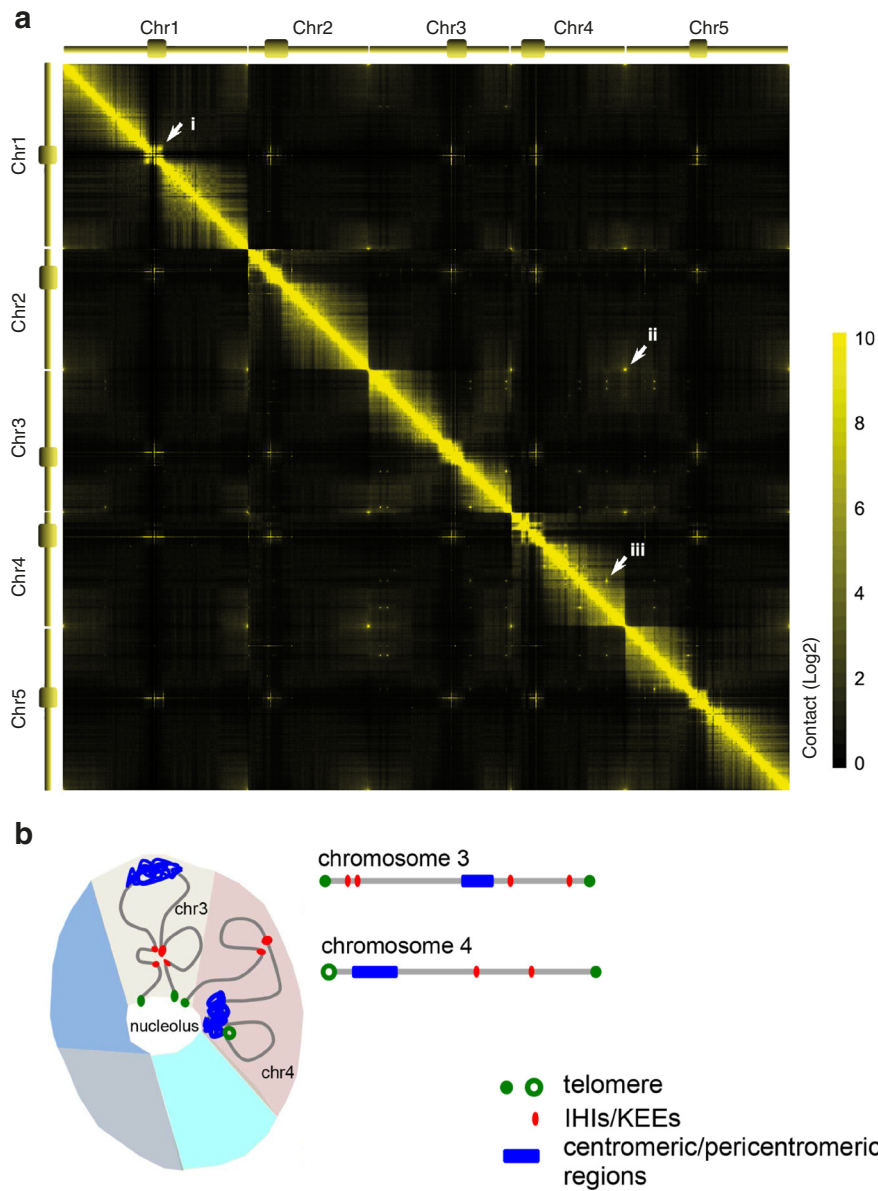 a
Chr1 Chr2 Chr3 Chr4 Chr5
Chr1
Chr2
Chr3
Chr4
Chr5
i
ii
iii
10
8
6
4
2
0
Contact (Log2)
b
chr3
nucleolus
chr4
chromosome 3
chromosome 4
telomere
IHIs/KEEs
centromeric/pericentromeric
regions